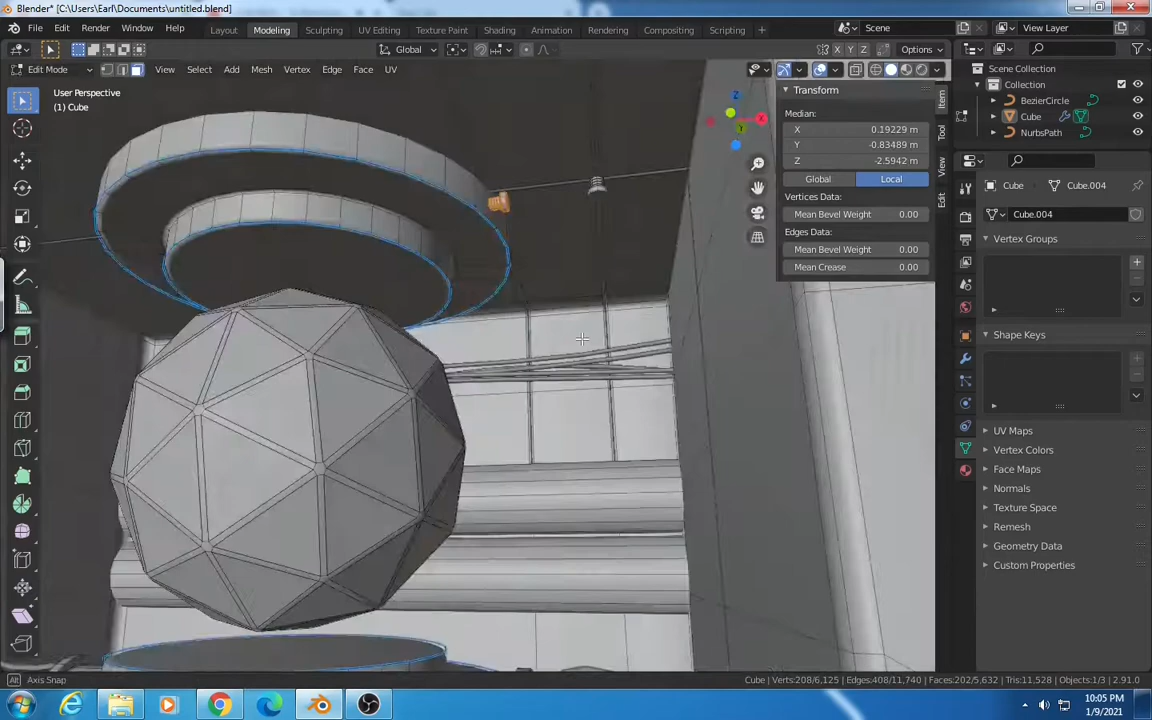 Blender* [C:\Users\Earl\Documents\untitled.blend]
File Edit Render Window Help Layout Modeling Sculpting UV Editing Texture Paint Shading Animation Rendering Compositing Scripting + Scene View Layer
Global X Y Z Options
Edit Mode View Select Add Mesh Vertex Edge Face UV
User Perspective
(1) Cube
Z
X
Y
Transform
Median:
X 0.19229 m
Y -0.83489 m
Z -2.5942 m
Global Local
Vertices Data:
Mean Bevel Weight 0.00
Edges Data:
Mean Bevel Weight 0.00
Mean Crease 0.00
Item
Tool
View
Edit
Scene Collection
Collection
BezierCircle
Cube
NurbsPath
Cube Cube.004
Cube.004
Vertex Groups
Shape Keys
UV Maps
Vertex Colors
Face Maps
Normals
Texture Space
Remesh
Geometry Data
Custom Properties
Alt Axis Snap
Cube | Verts:208/6,125 | Edges:408/11,740 | Faces:202/5,632 | Tris:11,528 | Objects:1/3 | 2.91.0
10:05 PM
1/9/2021